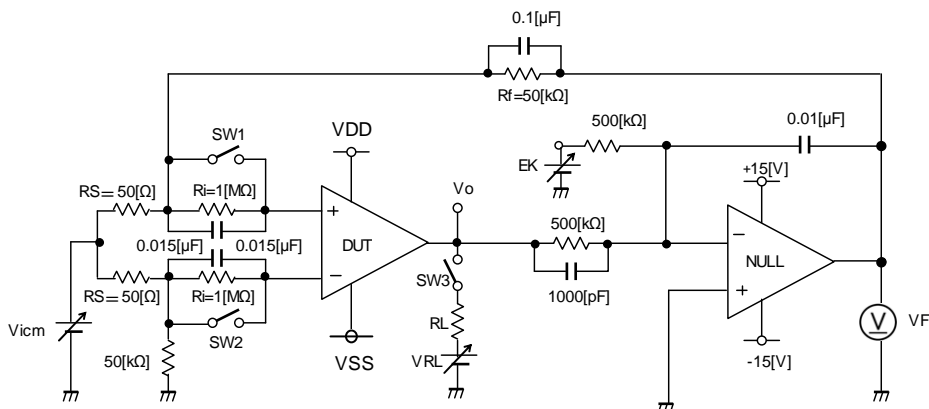 0.1[µF]
Rf=50[kΩ]
500[kΩ]
0.01[µF]
SW1
VDD
EK
+15[V]
RS=50[Ω]
Ri=1[MΩ]
Vo
0.015[µF]
0.015[µF]
DUT
500[kΩ]
NULL
SW3
RS=50[Ω]
Ri=1[MΩ]
1000[pF]
Vicm
SW2
RL
V
VF
50[kΩ]
VSS
VRL
-15[V]